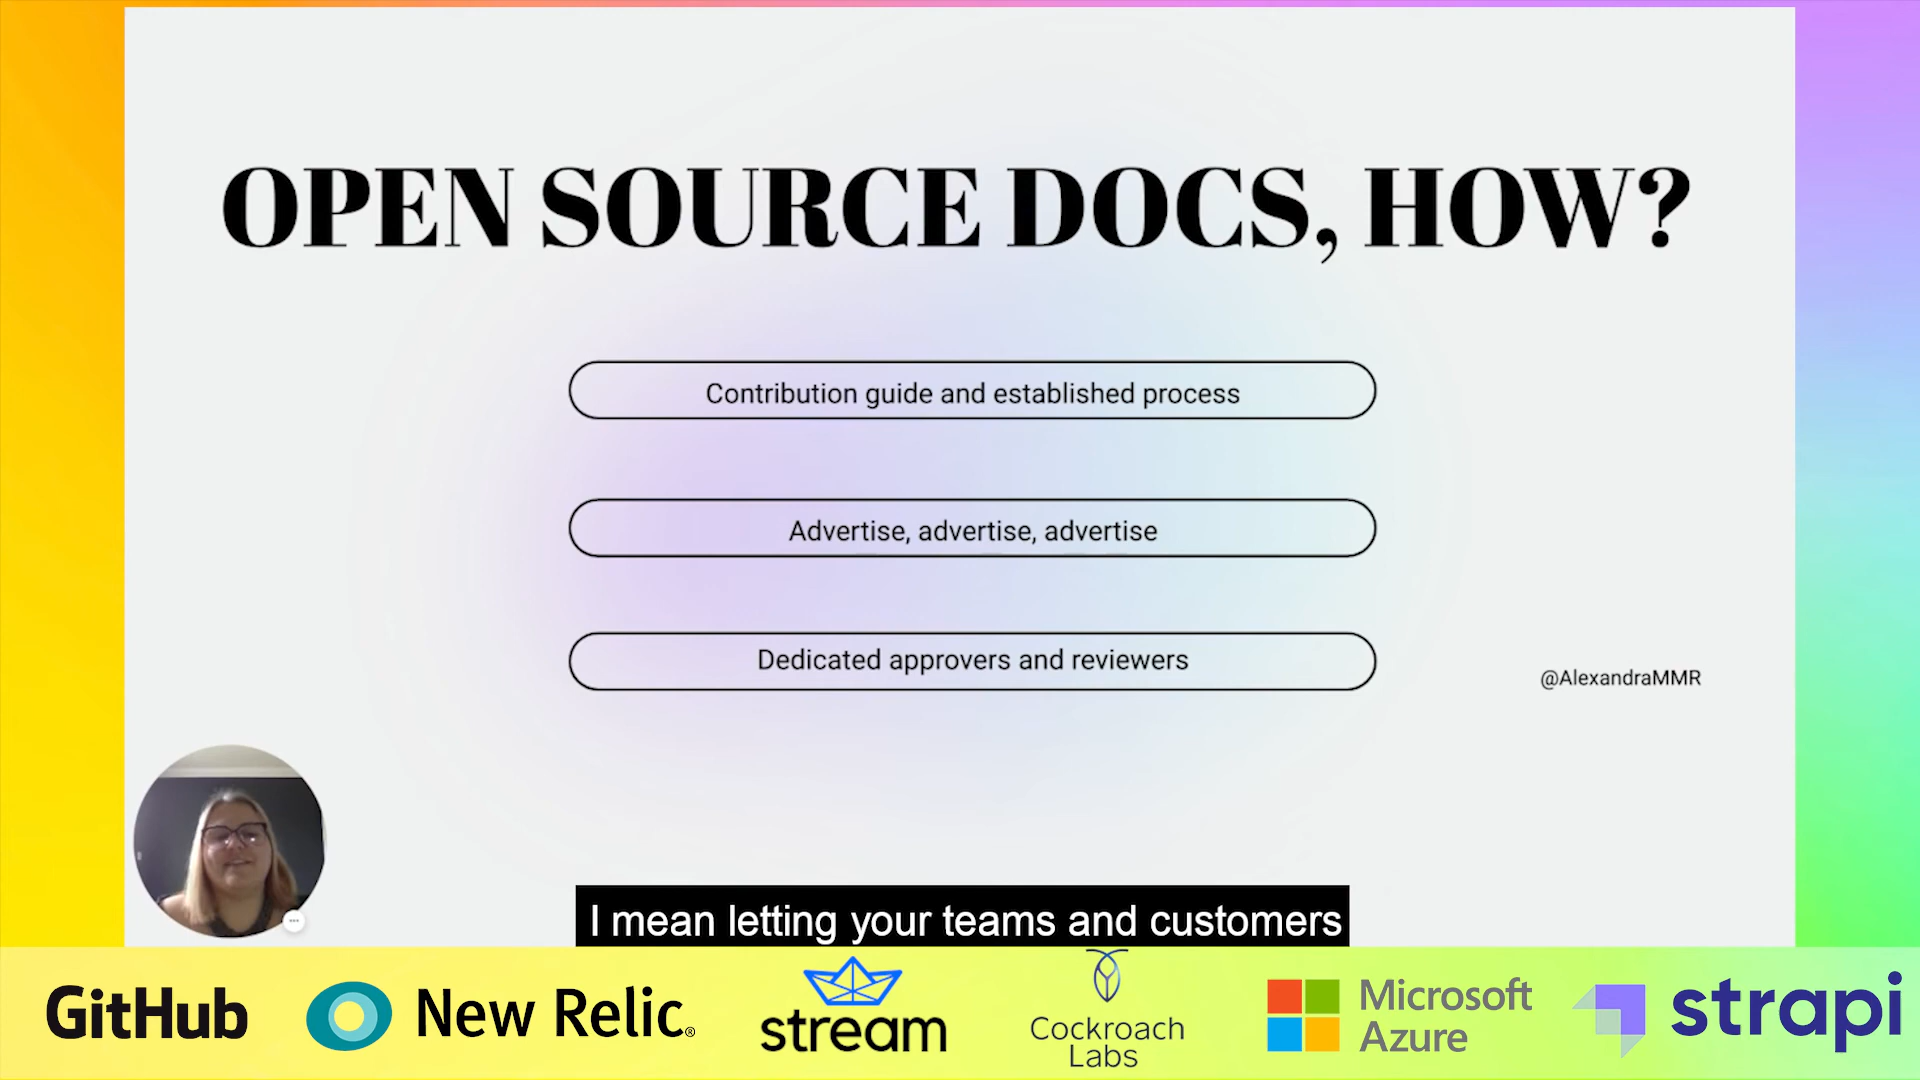 OPEN SOURCE DOCS, HOW?
Contribution guide and established process
Advertise, advertise, advertise
Dedicated approvers and reviewers
@AlexandraMMR
I mean letting your teams and customers
GitHub
New Relic®
stream
Cockroach
Labs
Microsoft
Azure
strapi